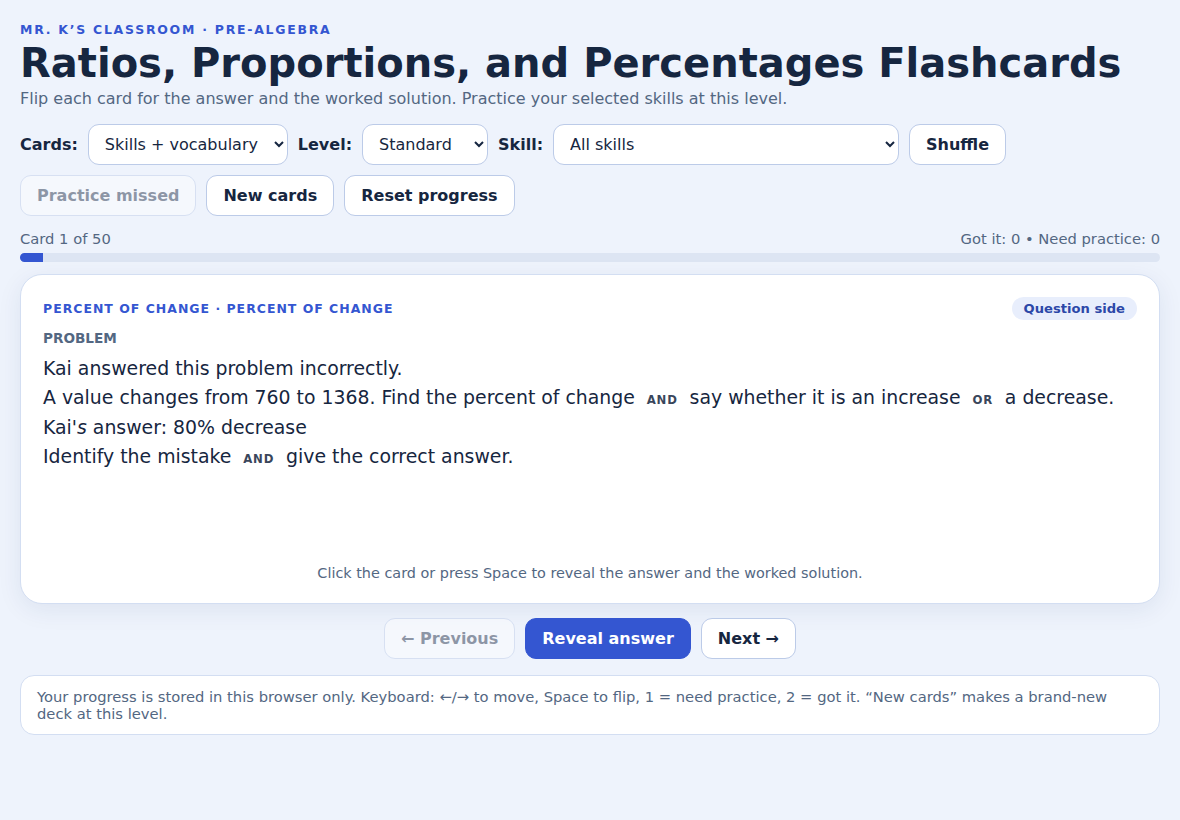 MR. K’S CLASSROOM · PRE-ALGEBRA
Ratios, Proportions, and Percentages Flashcards
Flip each card for the answer and the worked solution. Practice your selected skills at this level.
Cards: Skills + vocabulary Level: Standard Skill: All skills Shuffle
Practice missed New cards Reset progress
Card 1 of 50 Got it: 0 • Need practice: 0
PERCENT OF CHANGE · PERCENT OF CHANGE Question side
PROBLEM
Kai answered this problem incorrectly.
A value changes from 760 to 1368. Find the percent of change AND say whether it is an increase OR a decrease.
Kai's answer: 80% decrease
Identify the mistake AND give the correct answer.
Click the card or press Space to reveal the answer and the worked solution.
← Previous Reveal answer Next →
Your progress is stored in this browser only. Keyboard: ←/→ to move, Space to flip, 1 = need practice, 2 = got it. “New cards” makes a brand-new
deck at this level.